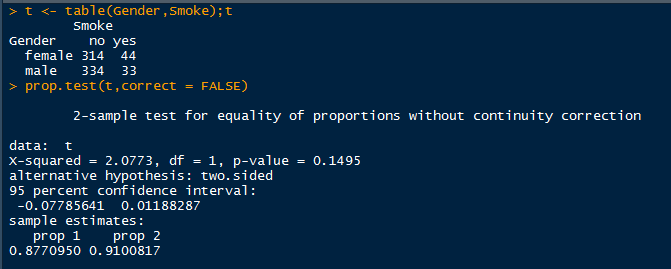 > t <- table(Gender,Smoke);t
Smoke
Gender no yes
female 314 44
male 334 33
> prop.test(t,correct = FALSE)
2-sample test for equality of proportions without continuity correction
data: t
X-squared = 2.0773, df = 1, p-value = 0.1495
alternative hypothesis: two.sided
95 percent confidence interval:
-0.07785641 0.01188287
sample estimates:
prop 1 prop 2
0.8770950 0.9100817